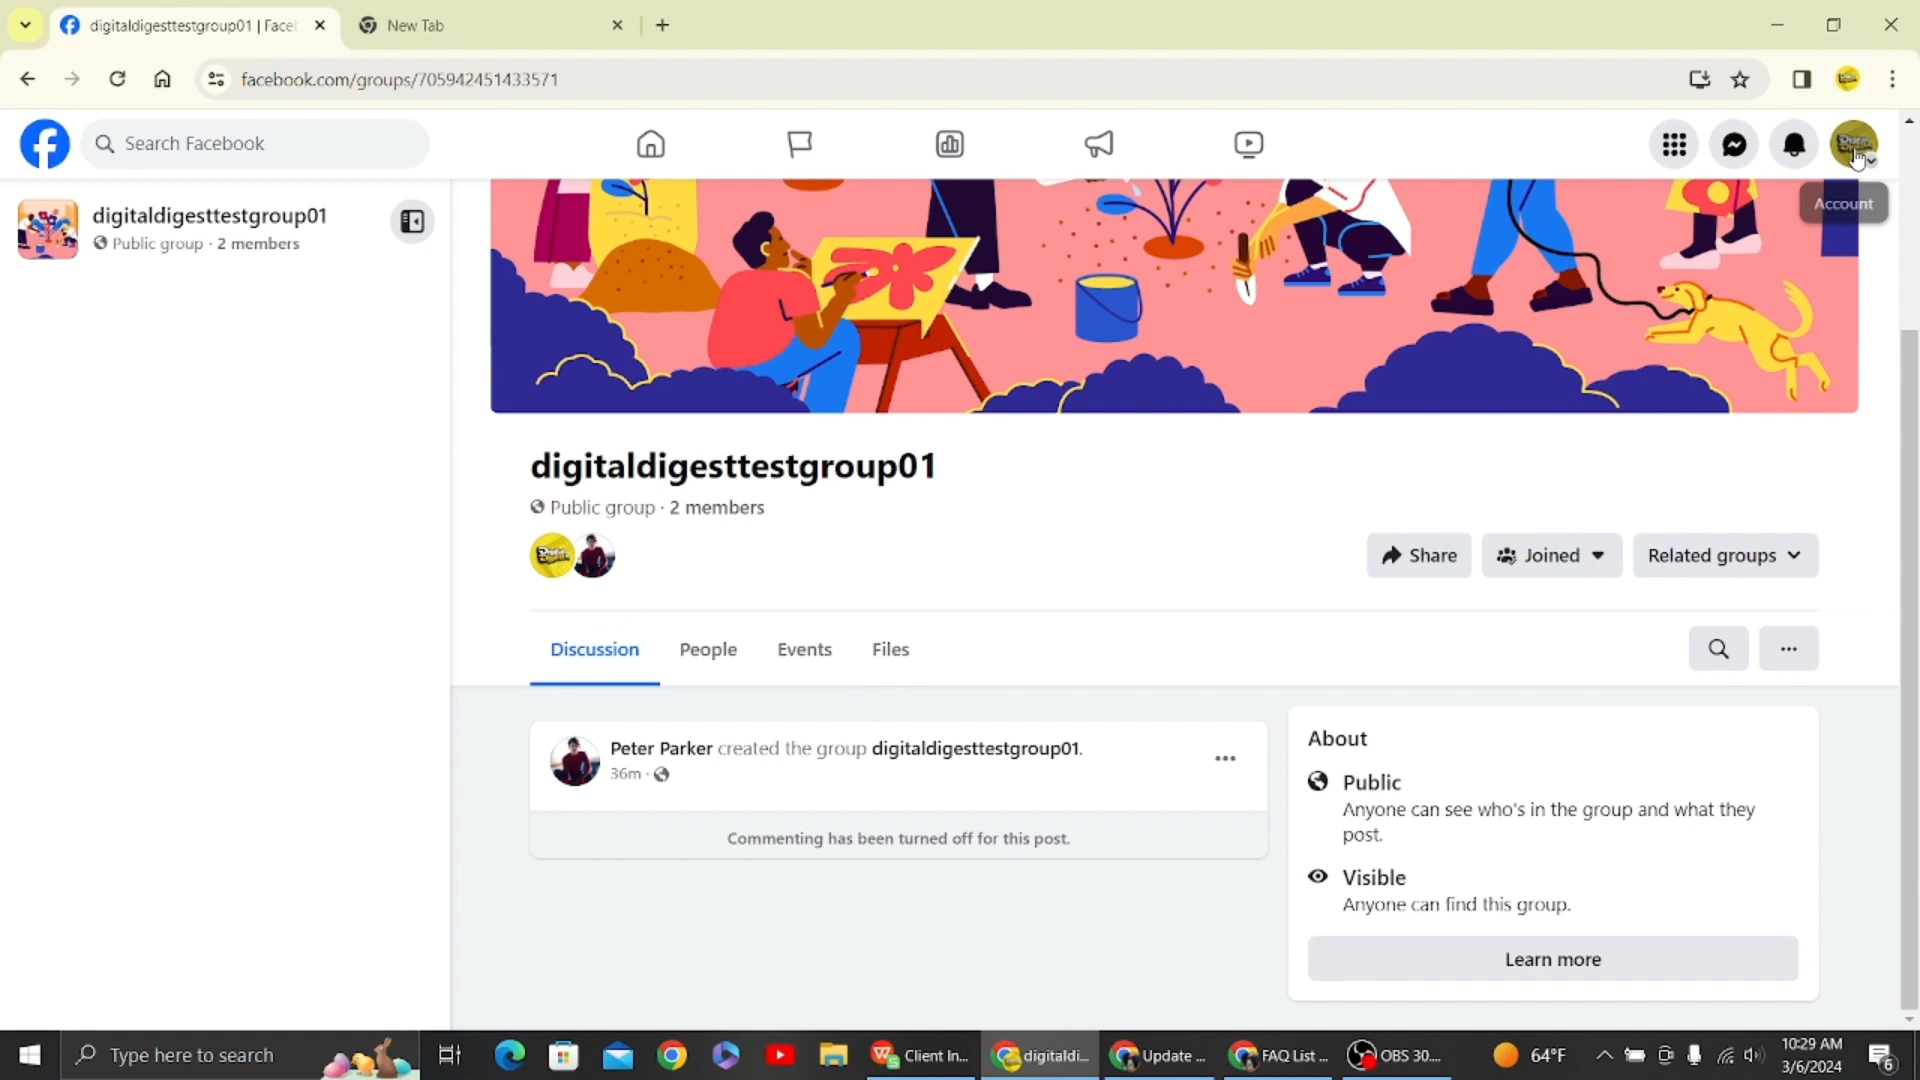 digitaldigesttestgroup01 | Face
New Tab
facebook.com/groups/705942451433571
Search Facebook
Account
digitaldigesttestgroup01
Public group · 2 members
digitaldigesttestgroup01
Public group · 2 members
Share
Joined
Related groups
Discussion
People
Events
Files
Peter Parker created the group digitaldigesttestgroup01.
36m ·
Commenting has been turned off for this post.
About
Public
Anyone can see who's in the group and what they
post.
Visible
Anyone can find this group.
Learn more
Type here to search
Client In...
digitaldi...
Update ...
FAQ List ...
OBS 30....
64°F
10:29 AM
3/6/2024
6